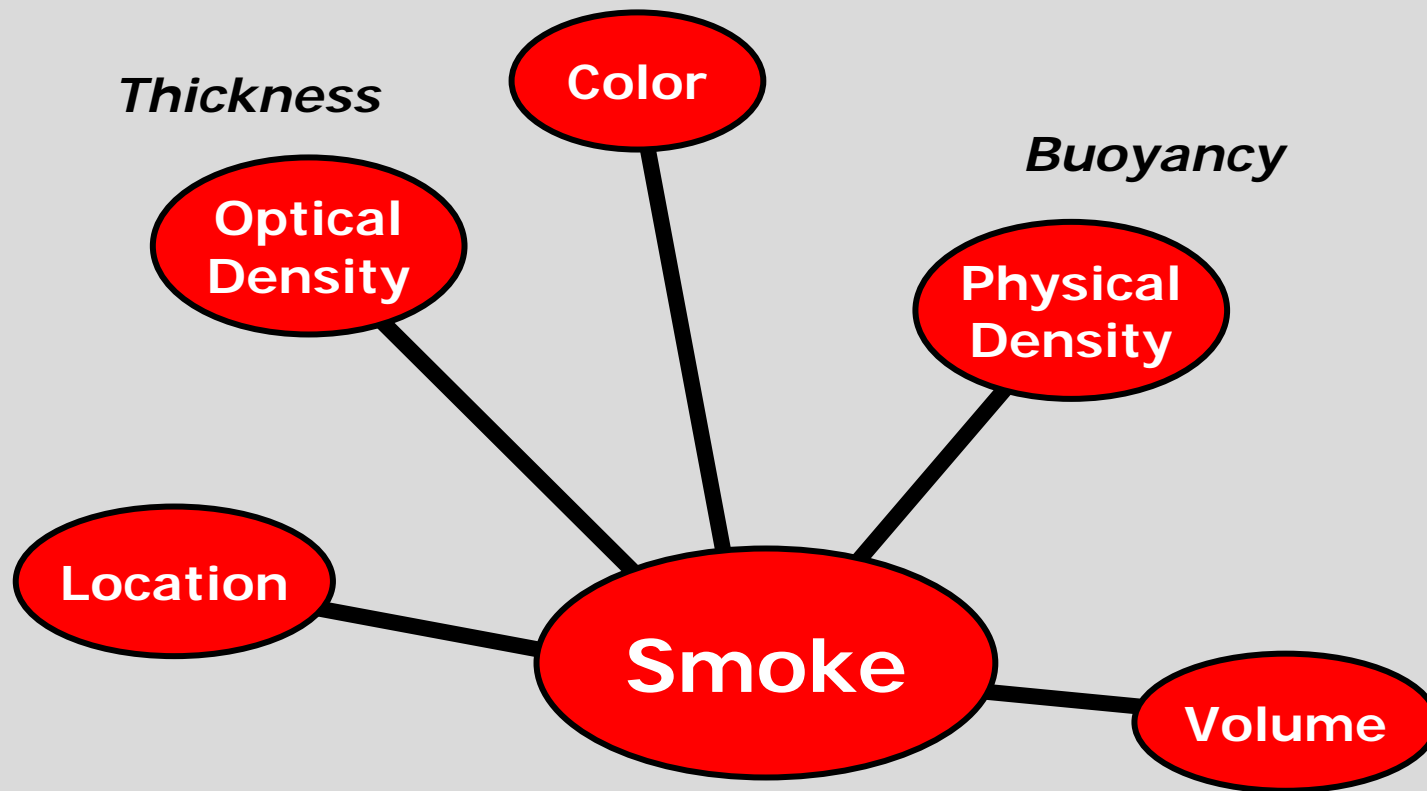 Color
Thickness
Buoyancy
Optical
Density
Physical
Density
Location
Smoke
Volume